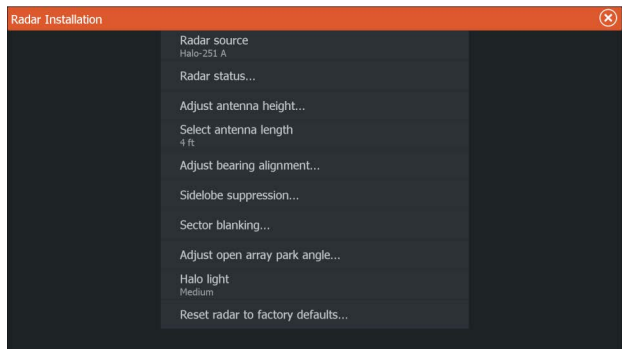 Radar Installation
Radar source
Halo-251 A
Radar status...
Adjust antenna height...
Select antenna length
4 ft
Adjust bearing alignment...
Sidelobe suppression...
Sector blanking...
Adjust open array park angle...
Halo light
Medium
Reset radar to factory defaults...